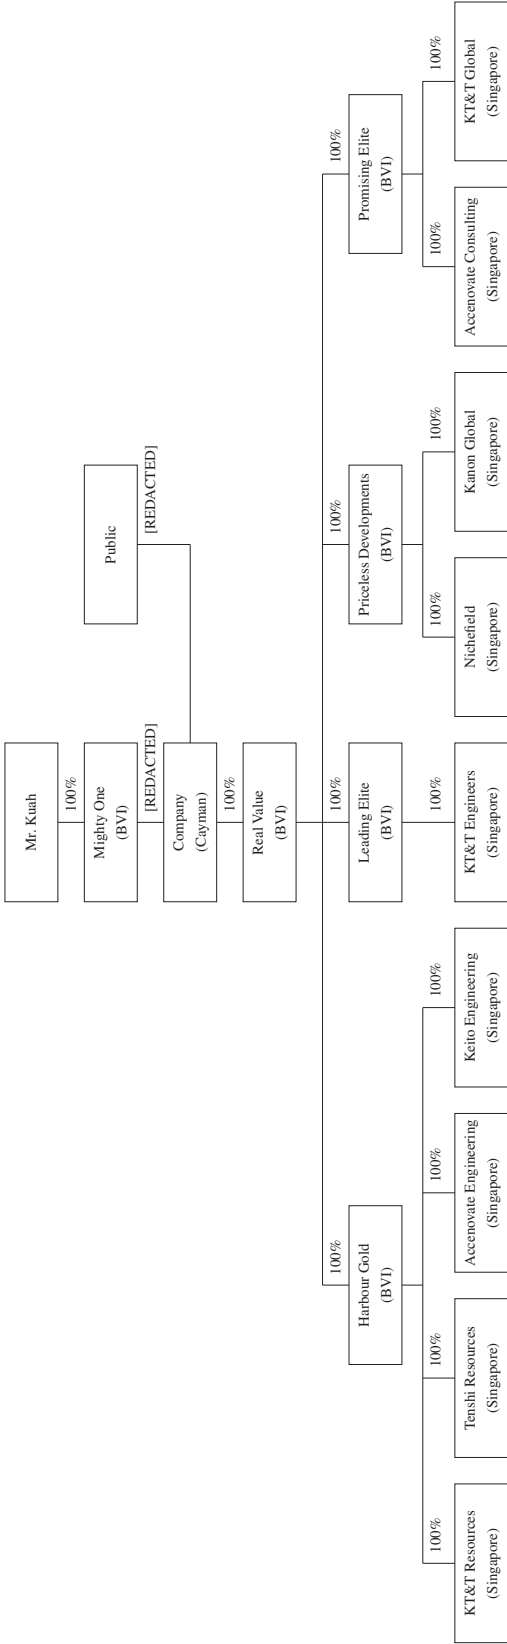 Mr. Kuah
100%
Mighty One
(BVI)
Public
[REDACTED]
[REDACTED]
Company
(Cayman)
100%
Real Value
(BVI)
100%
100%
100%
100%
Harbour Gold
(BVI)
Leading Elite
(BVI)
Priceless Developments
(BVI)
Promising Elite
(BVI)
100%
100%
100%
100%
100%
100%
100%
100%
100%
KT&T Resources
(Singapore)
Tenshi Resources
(Singapore)
Accenovate Engineering
(Singapore)
Keito Engineering
(Singapore)
KT&T Engineers
(Singapore)
Nichefield
(Singapore)
Kanon Global
(Singapore)
Accenovate Consulting
(Singapore)
KT&T Global
(Singapore)